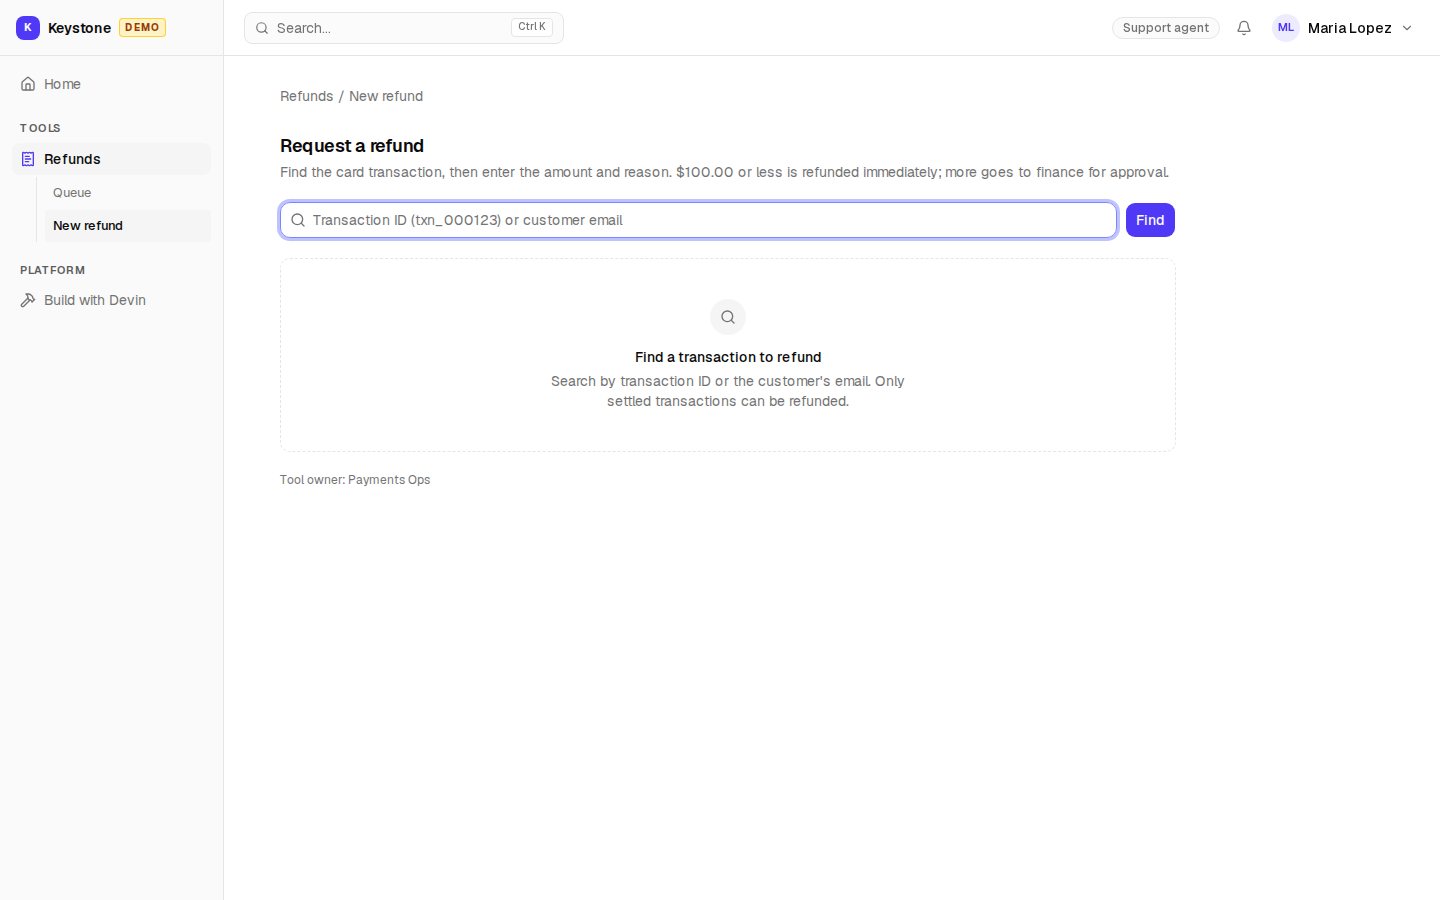 K Keystone DEMO
Search...
Ctrl K
Support agent
ML Maria Lopez
Home
TOOLS
Refunds
Queue
New refund
PLATFORM
Build with Devin
Refunds / New refund
Request a refund
Find the card transaction, then enter the amount and reason. $100.00 or less is refunded immediately; more goes to finance for approval.
Transaction ID (txn_000123) or customer email
Find
Find a transaction to refund
Search by transaction ID or the customer's email. Only
settled transactions can be refunded.
Tool owner: Payments Ops